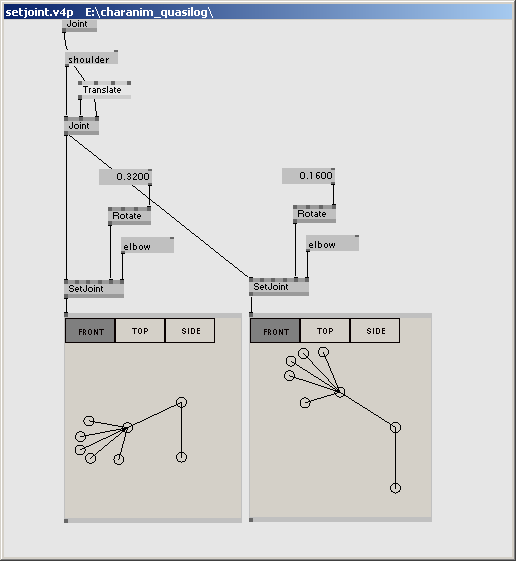 setjoint.v4p E:\charanim_quasilog\
Joint
shoulder
Translate
Joint
0.3200
0.1600
Rotate
Rotate
elbow
elbow
SetJoint
SetJoint
FRONT TOP SIDE
FRONT TOP SIDE